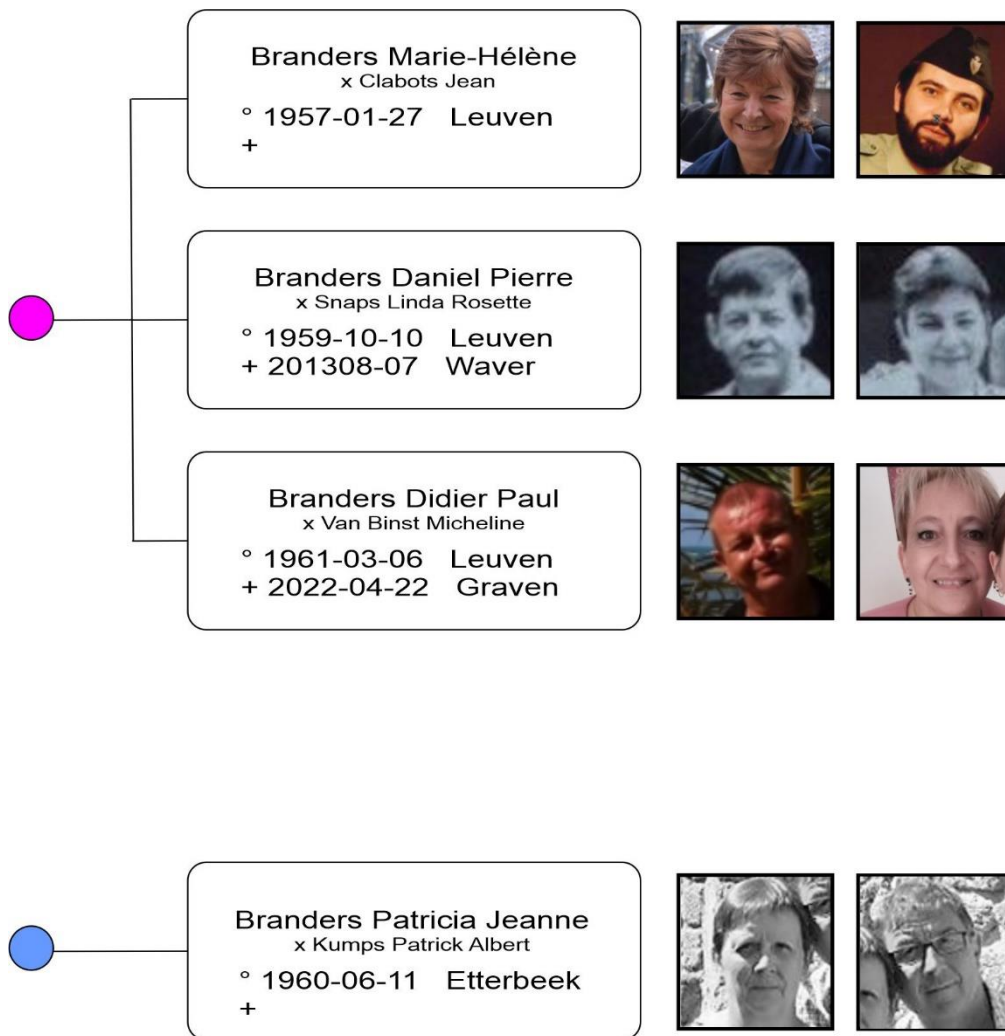 Branders Marie-Hélène
x Clabots Jean
° 1957-01-27 Leuven
+
Branders Daniel Pierre
x Snaps Linda Rosette
° 1959-10-10 Leuven
+ 201308-07 Waver
Branders Didier Paul
x Van Binst Micheline
° 1961-03-06 Leuven
+ 2022-04-22 Graven
Branders Patricia Jeanne
x Kumps Patrick Albert
° 1960-06-11 Etterbeek
+